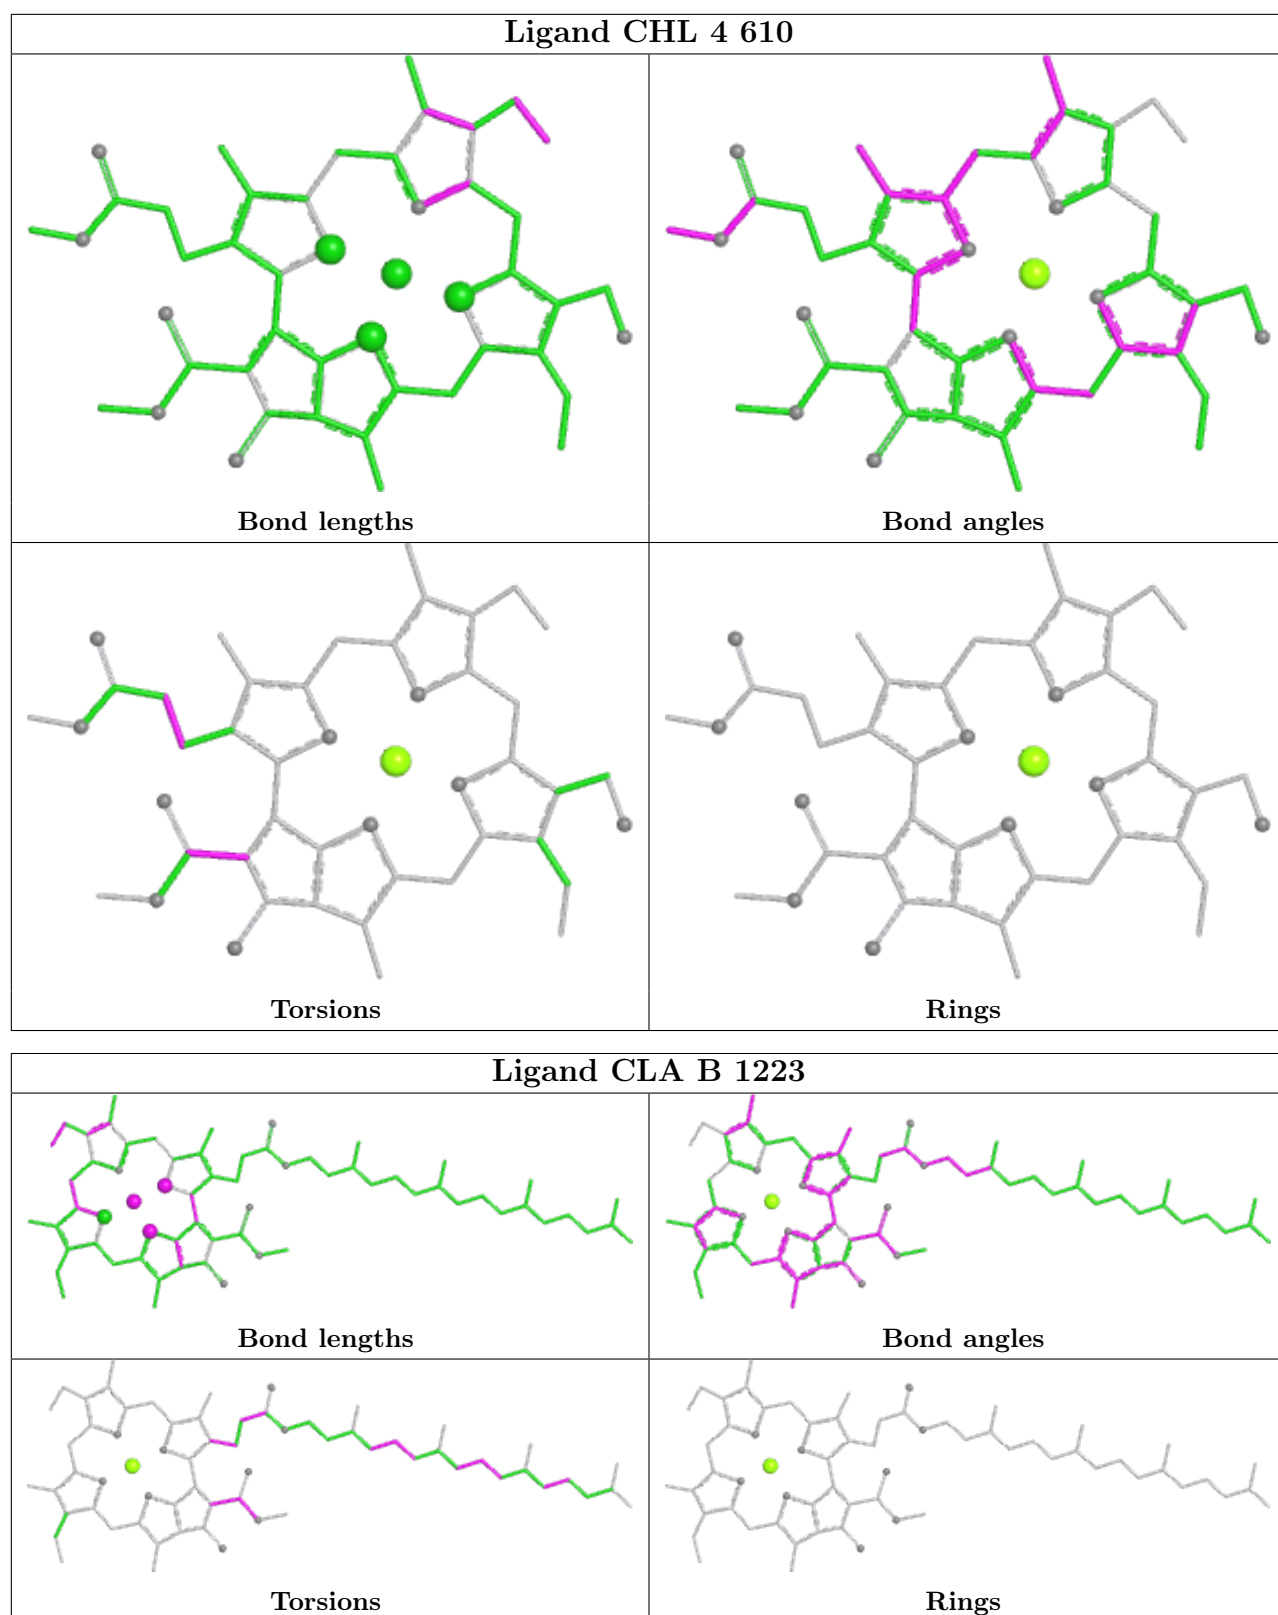 Ligand CHL 4 610
Bond lengths
Bond angles
Torsions
Rings
Ligand CLA B 1223
Bond lengths
Bond angles
Torsions
Rings